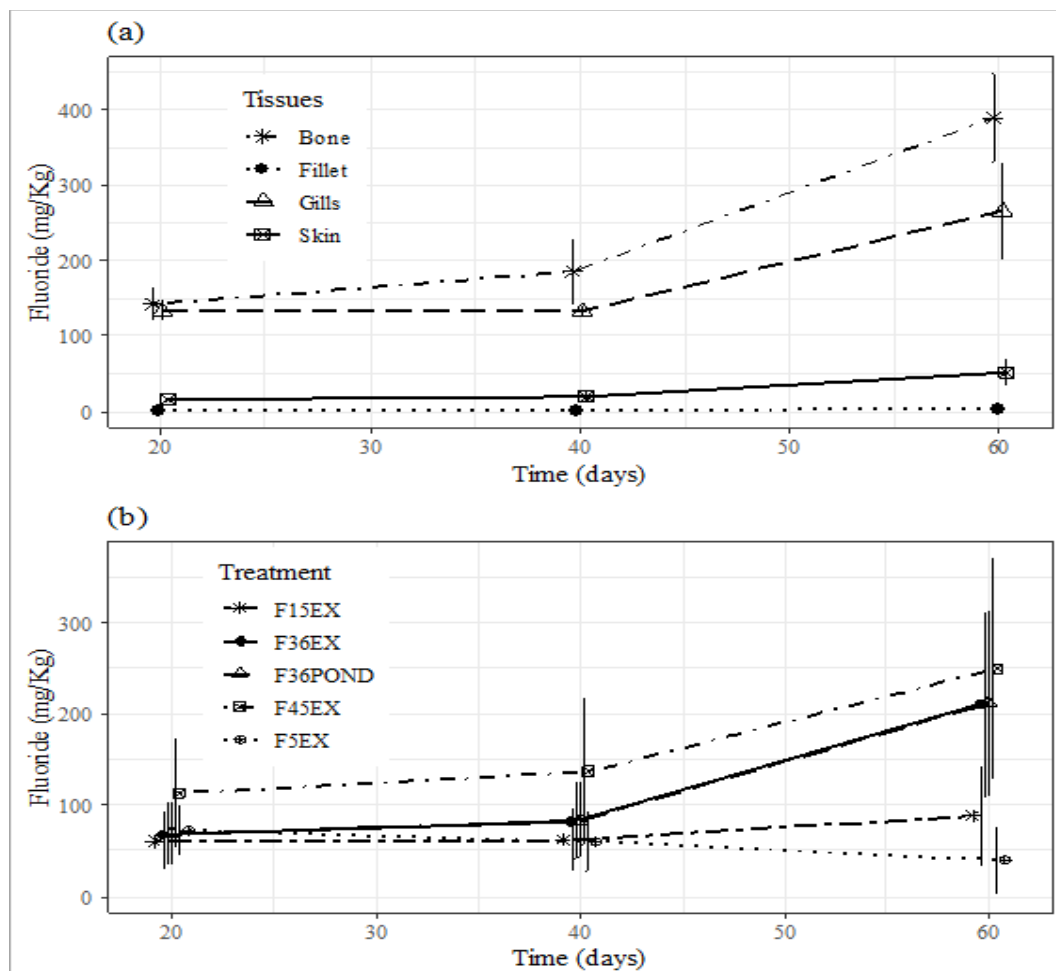 (a)
Fluoride (mg/Kg)
400
300
200
100
0
Tissues
Bone
Fillet
Gills
Skin
20 30 40 50 60
Time (days)
(b)
Fluoride (mg/Kg)
300
200
100
0
Treatment
F15EX
F36EX
F36POND
F45EX
F5EX
20 30 40 50 60
Time (days)